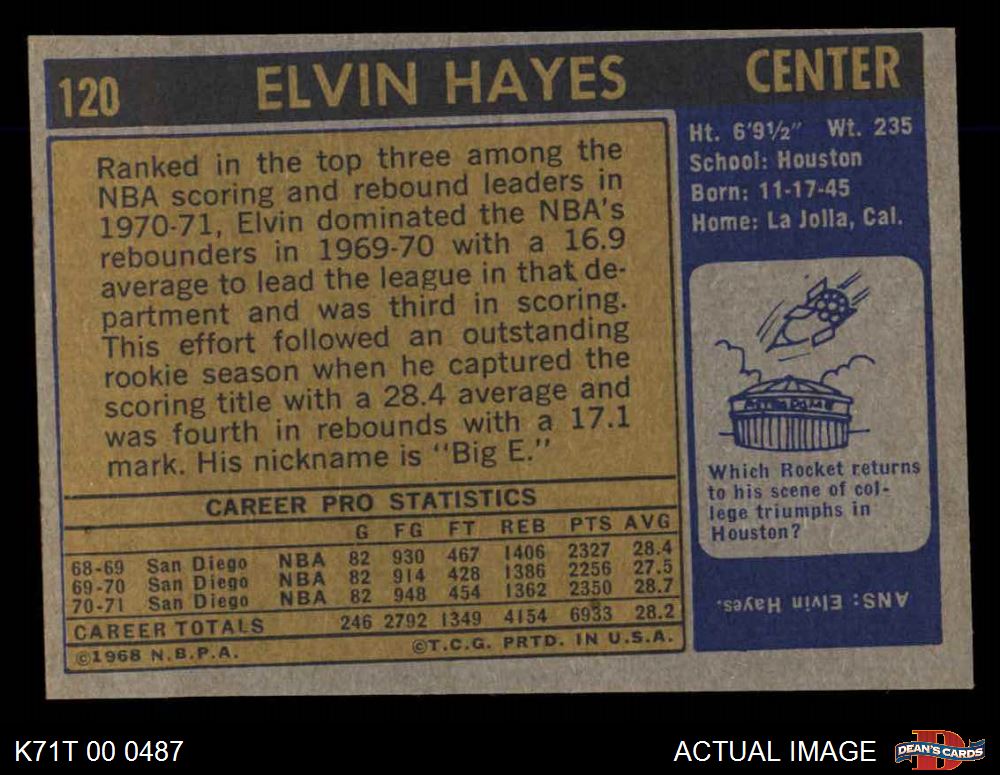 120 ELVIN HAYES CENTER
Ranked in the top three among the
NBA scoring and rebound leaders in
1970-71, Elvin dominated the NBA's
rebounders in 1969-70 with a 16.9
average to lead the league in that de-
partment and was third in scoring.
This effort followed an outstanding
rookie season when he captured the
scoring title with a 28.4 average and
was fourth in rebounds with a 17.1
mark. His nickname is "Big E."
CAREER PRO STATISTICS
G FG FT REB PTS AVG
68-69 San Diego NBA 82 930 467 1406 2327 28.4
69-70 San Diego NBA 82 914 428 1386 2256 27.5
70-71 San Diego NBA 82 948 454 1362 2350 28.7
CAREER TOTALS 246 2792 1349 4154 6933 28.2
©1968 N.B.P.A. ©T.C.G. PRTD. IN U.S.A.
Ht. 6'9½" Wt. 235
School: Houston
Born: 11-17-45
Home: La Jolla, Cal.
Which Rocket returns
to his scene of col-
lege triumphs in
Houston?
ANS: Elvin Hayes.
K71T 00 0487 ACTUAL IMAGE DEAN'S CARDS